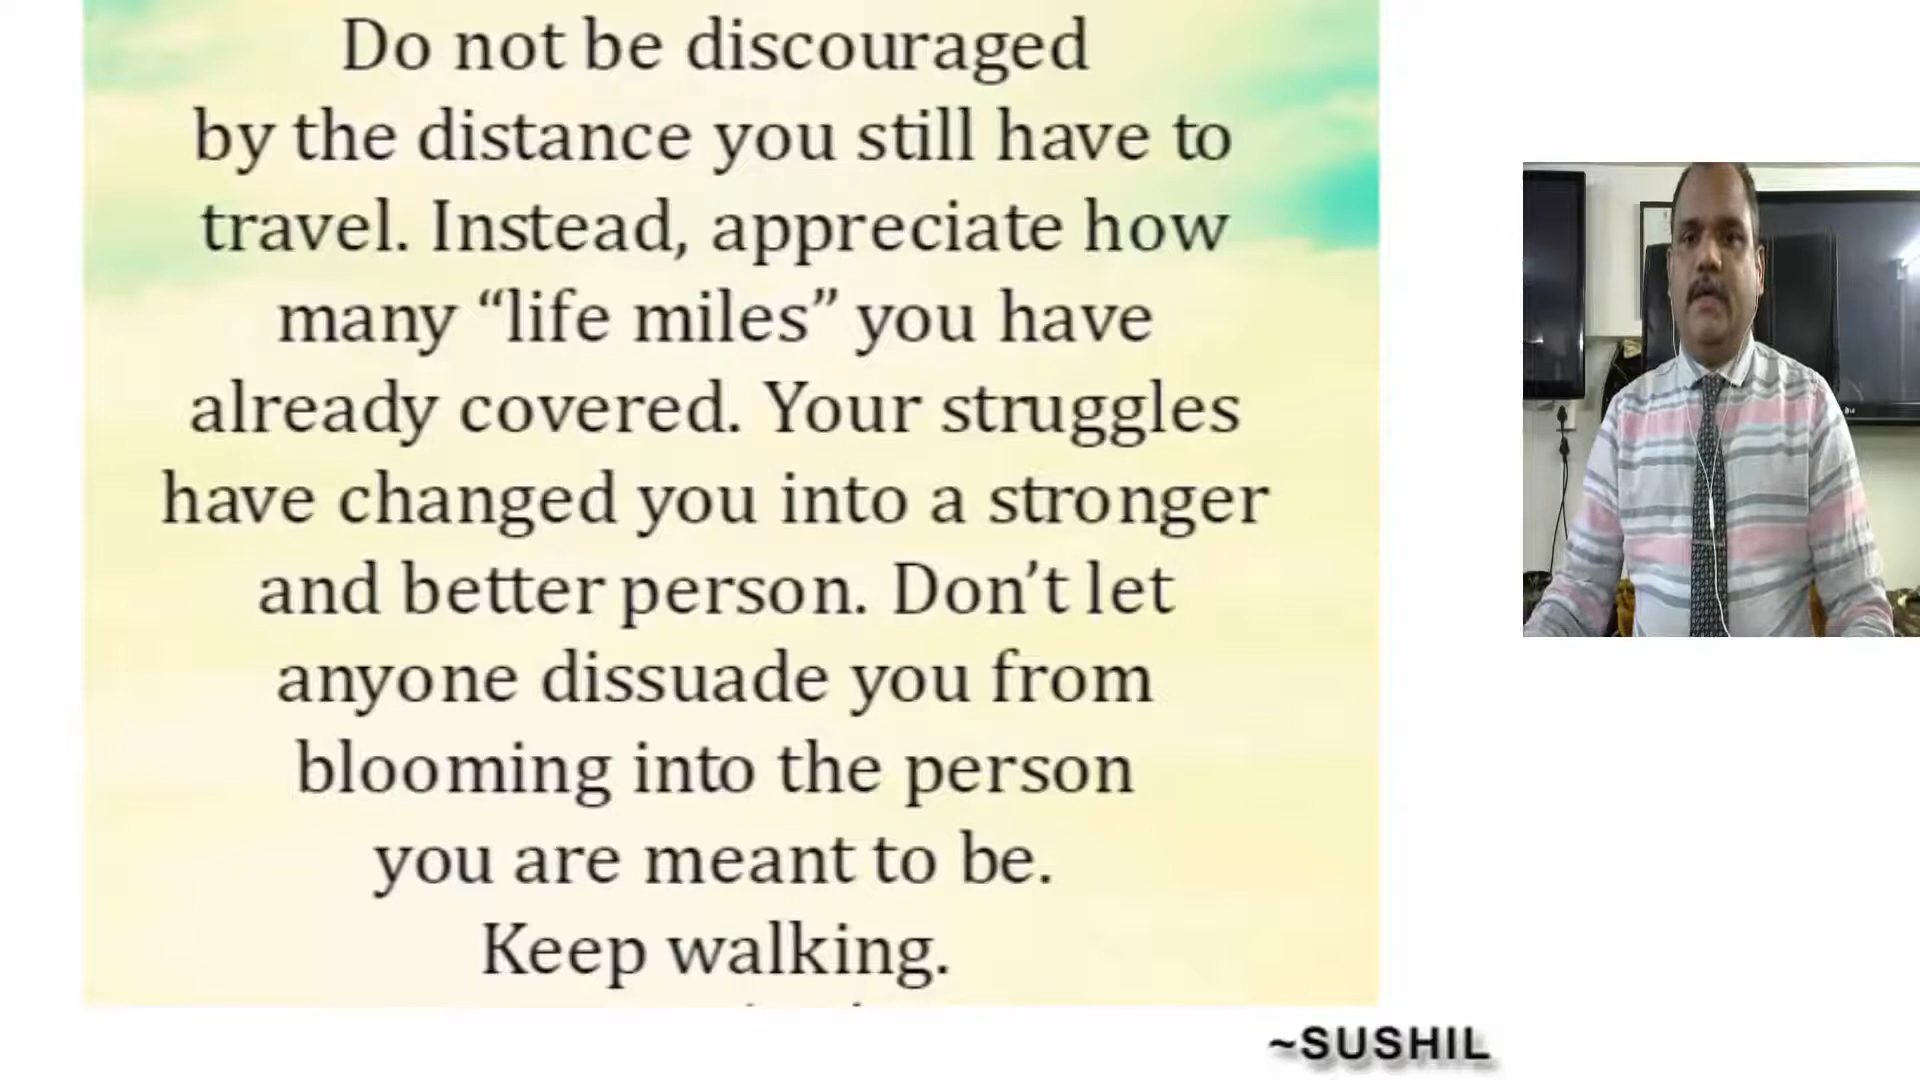 Do not be discouraged
by the distance you still have to
travel. Instead, appreciate how
many “life miles” you have
already covered. Your struggles
have changed you into a stronger
and better person. Don’t let
anyone dissuade you from
blooming into the person
you are meant to be.
Keep walking.
~SUSHIL